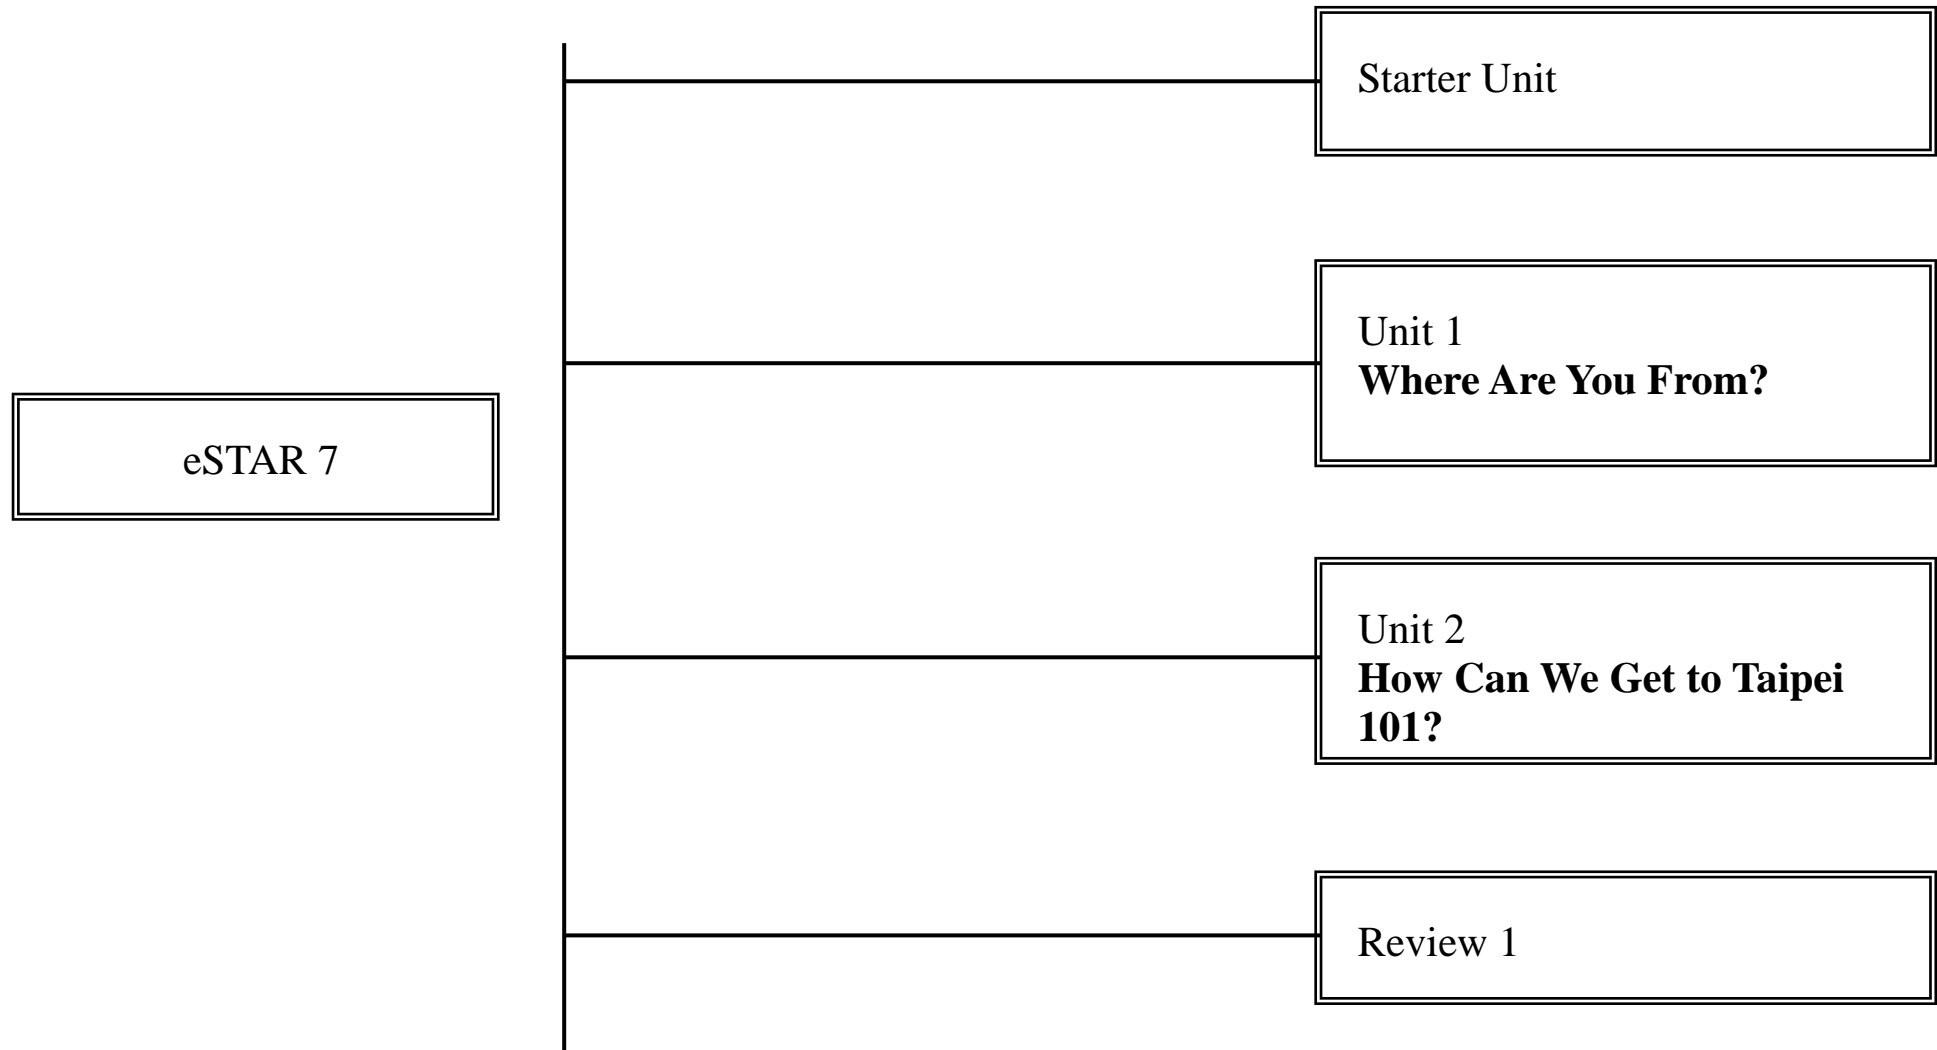 Starter Unit
Unit 1
Where Are You From?
eSTAR 7
Unit 2
How Can We Get to Taipei
101?
Review 1